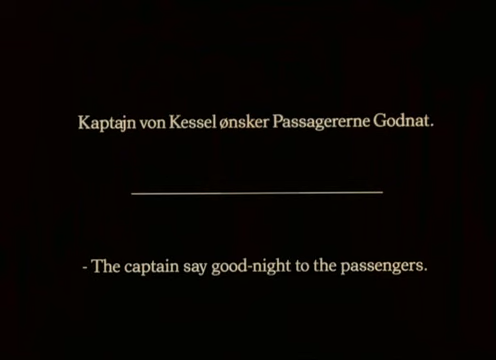 Kaptajn von Kessel ønsker Passagererne Godnat.
- The captain say good-night to the passengers.